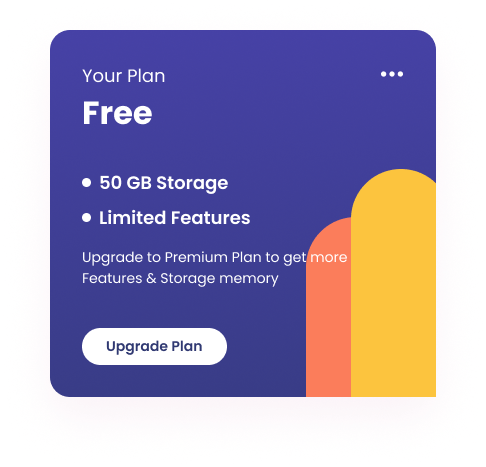 Your Plan
Free
50 GB Storage
Limited Features
Upgrade to Premium Plan to get more
Features & Storage memory
Upgrade Plan